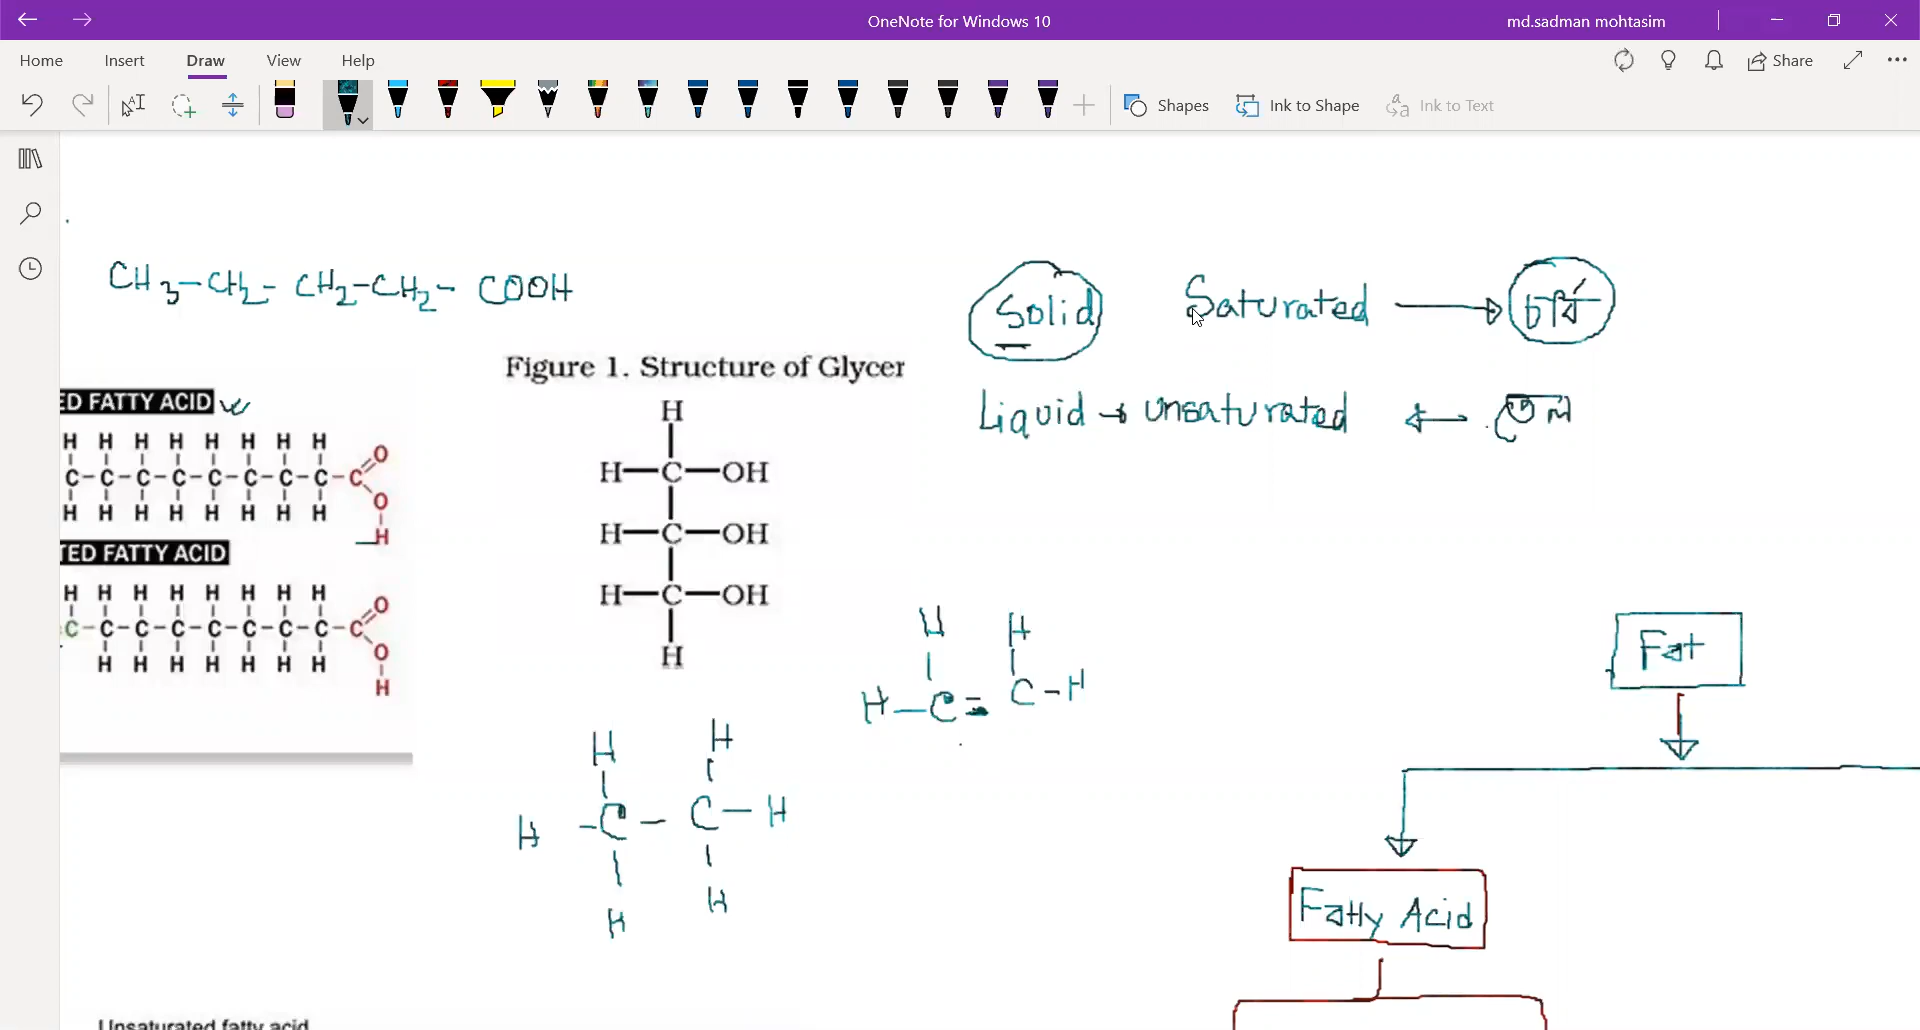 OneNote for Windows 10
md.sadman mohtasim
Home Insert Draw View Help
Share
Shapes
Ink to Shape
Ink to Text
CH3-CH2-CH2-CH2-COOH
Solid Saturated → চর্বি
Liquid → unsaturated ← তেল
Figure 1. Structure of Glycer
ED FATTY ACID
H H H H H H H H
C-C-C-C-C-C-C-C-C
O
O
H H H H H H H H
H
TED FATTY ACID
H H H H H H H H
C-C-C-C-C-C-C-C-C
O
O
H H H H H H H
H
H
H—C—OH
H—C—OH
H—C—OH
H
H H
H—C=C-H
H H
H -C-C-H
H H
Fat
Fatty Acid
Unsaturated fatty acid